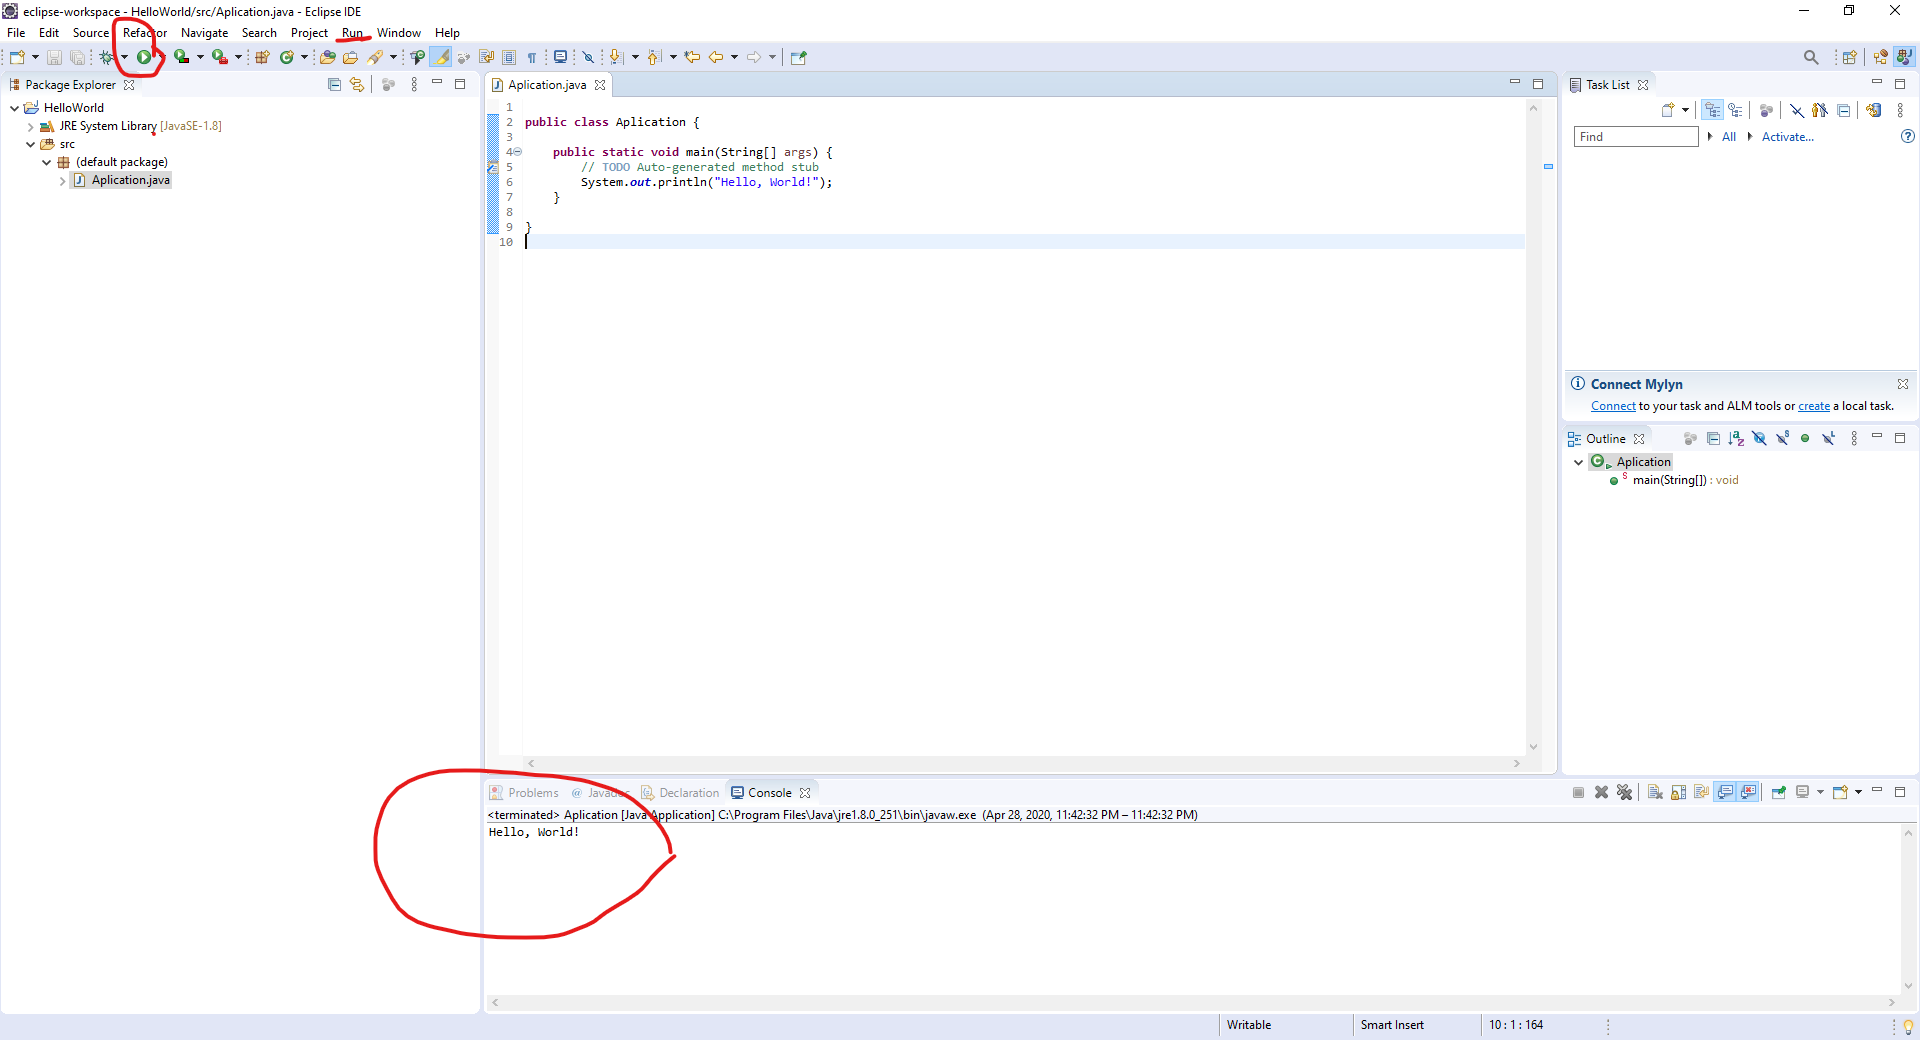 eclipse-workspace - HelloWorld/src/Aplication.java - Eclipse IDE
File Edit Source Refactor Navigate Search Project Run Window Help
Package Explorer
HelloWorld
JRE System Library [JavaSE-1.8]
src
(default package)
Aplication.java
Aplication.java
1
2 public class Aplication {
3
4 public static void main(String[] args) {
5 // TODO Auto-generated method stub
6 System.out.println("Hello, World!");
7 }
8
9 }
10
Task List
Find All Activate...
Connect Mylyn
Connect to your task and ALM tools or create a local task.
Outline
Aplication
main(String[]) : void
Problems @ Javadoc Declaration Console
<terminated> Aplication [Java Application] C:\Program Files\Java\jre1.8.0_251\bin\javaw.exe (Apr 28, 2020, 11:42:32 PM – 11:42:32 PM)
Hello, World!
Writable Smart Insert 10 : 1 : 164